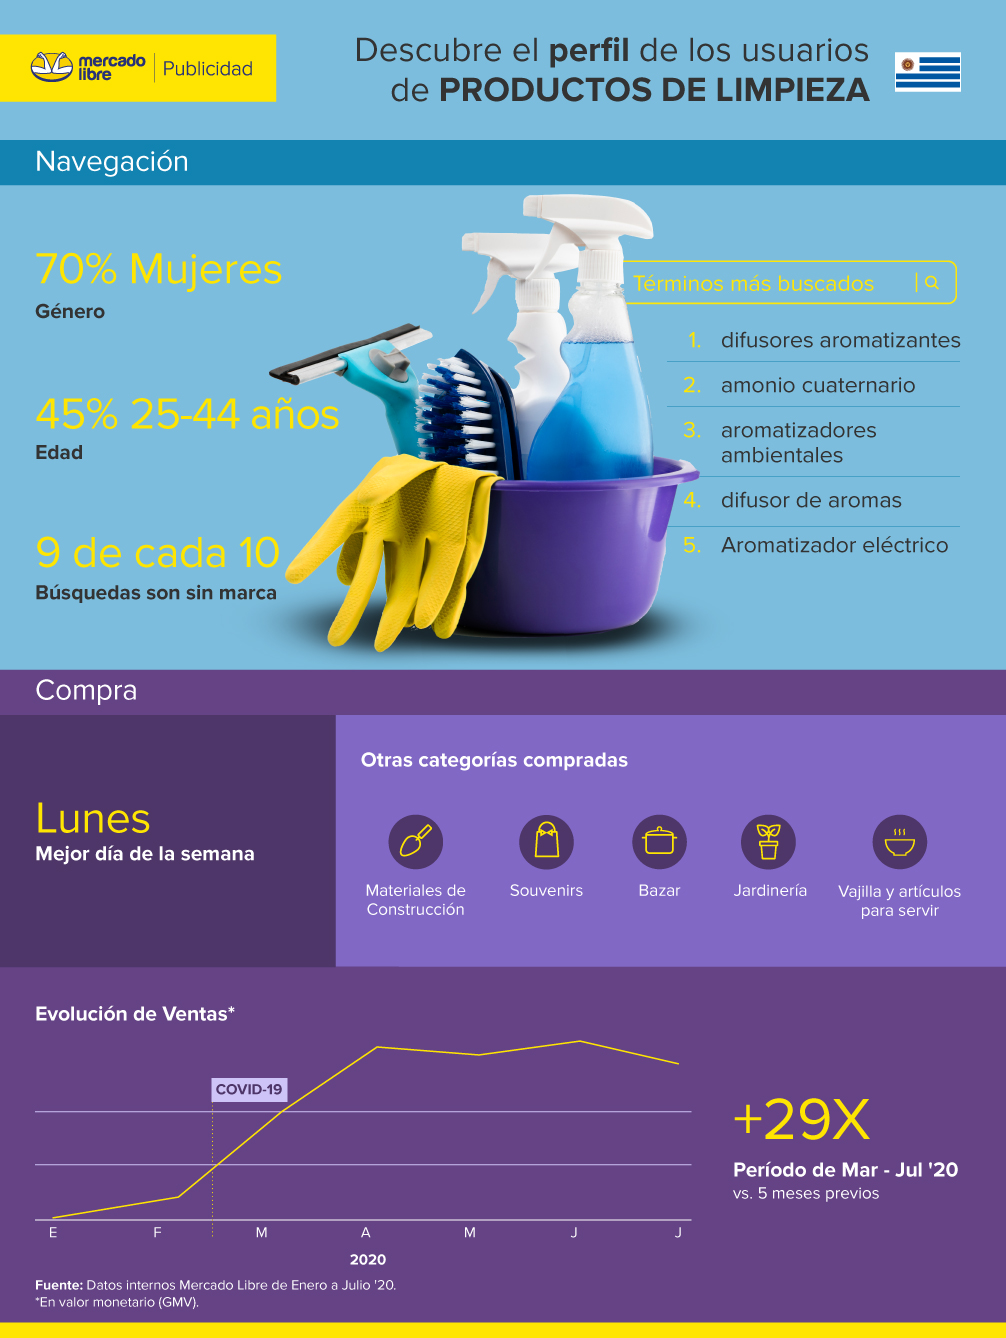 mercado
libre
Publicidad
Descubre el perfil de los usuarios
de PRODUCTOS DE LIMPIEZA
Navegación
70% Mujeres
Género
45% 25-44 años
Edad
9 de cada 10
Búsquedas son sin marca
Términos más buscados
1. difusores aromatizantes
2. amonio cuaternario
3. aromatizadores
ambientales
4. difusor de aromas
5. Aromatizador eléctrico
Compra
Lunes
Mejor día de la semana
Otras categorías compradas
Materiales de
Construcción
Souvenirs
Bazar
Jardinería
Vajilla y artículos
para servir
Evolución de Ventas*
COVID-19
E F M A M J J
2020
+29X
Período de Mar - Jul '20
vs. 5 meses previos
Fuente: Datos internos Mercado Libre de Enero a Julio '20.
*En valor monetario (GMV).